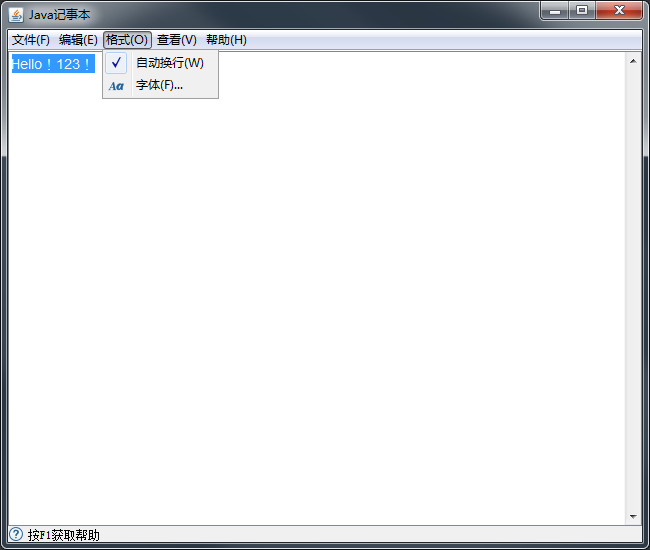 Java记事本
文件(F) 编辑(E) 格式(O) 查看(V) 帮助(H)
Hello！123！
自动换行(W)
Aa 字体(F)...
? 按F1获取帮助